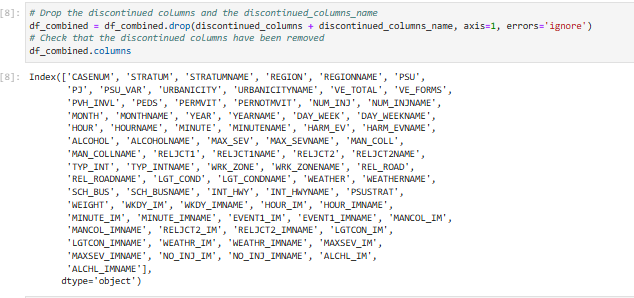 [8]: # Drop the discontinued columns and the discontinued_columns_name
df_combined = df_combined.drop(discontinued_columns + discontinued_columns_name, axis=1, errors='ignore')
# Check that the discontinued columns have been removed
df_combined.columns
[8]: Index(['CASENUM', 'STRATUM', 'STRATUMNAME', 'REGION', 'REGIONNAME', 'PSU',
'PJ', 'PSU_VAR', 'URBANICITY', 'URBANICITYNAME', 'VE_TOTAL', 'VE_FORMS',
'PVH_INVL', 'PEDS', 'PERMVIT', 'PERNOTMVIT', 'NUM_INJ', 'NUM_INJNAME',
'MONTH', 'MONTHNAME', 'YEAR', 'YEARNAME', 'DAY_WEEK', 'DAY_WEEKNAME',
'HOUR', 'HOURNAME', 'MINUTE', 'MINUTENAME', 'HARM_EV', 'HARM_EVNAME',
'ALCOHOL', 'ALCOHOLNAME', 'MAX_SEV', 'MAX_SEVNAME', 'MAN_COLL',
'MAN_COLLNAME', 'RELJCT1', 'RELJCT1NAME', 'RELJCT2', 'RELJCT2NAME',
'TYP_INT', 'TYP_INTNAME', 'WRK_ZONE', 'WRK_ZONENAME', 'REL_ROAD',
'REL_ROADNAME', 'LGT_COND', 'LGT_CONDNAME', 'WEATHER', 'WEATHERNAME',
'SCH_BUS', 'SCH_BUSNAME', 'INT_HWY', 'INT_HWYNAME', 'PSUSTRAT',
'WEIGHT', 'WKDY_IM', 'WKDY_IMNAME', 'HOUR_IM', 'HOUR_IMNAME',
'MINUTE_IM', 'MINUTE_IMNAME', 'EVENT1_IM', 'EVENT1_IMNAME', 'MANCOL_IM',
'MANCOL_IMNAME', 'RELJCT2_IM', 'RELJCT2_IMNAME', 'LGTCON_IM',
'LGTCON_IMNAME', 'WEATHR_IM', 'WEATHR_IMNAME', 'MAXSEV_IM',
'MAXSEV_IMNAME', 'NO_INJ_IM', 'NO_INJ_IMNAME', 'ALCHL_IM',
'ALCHL_IMNAME'],
dtype='object')